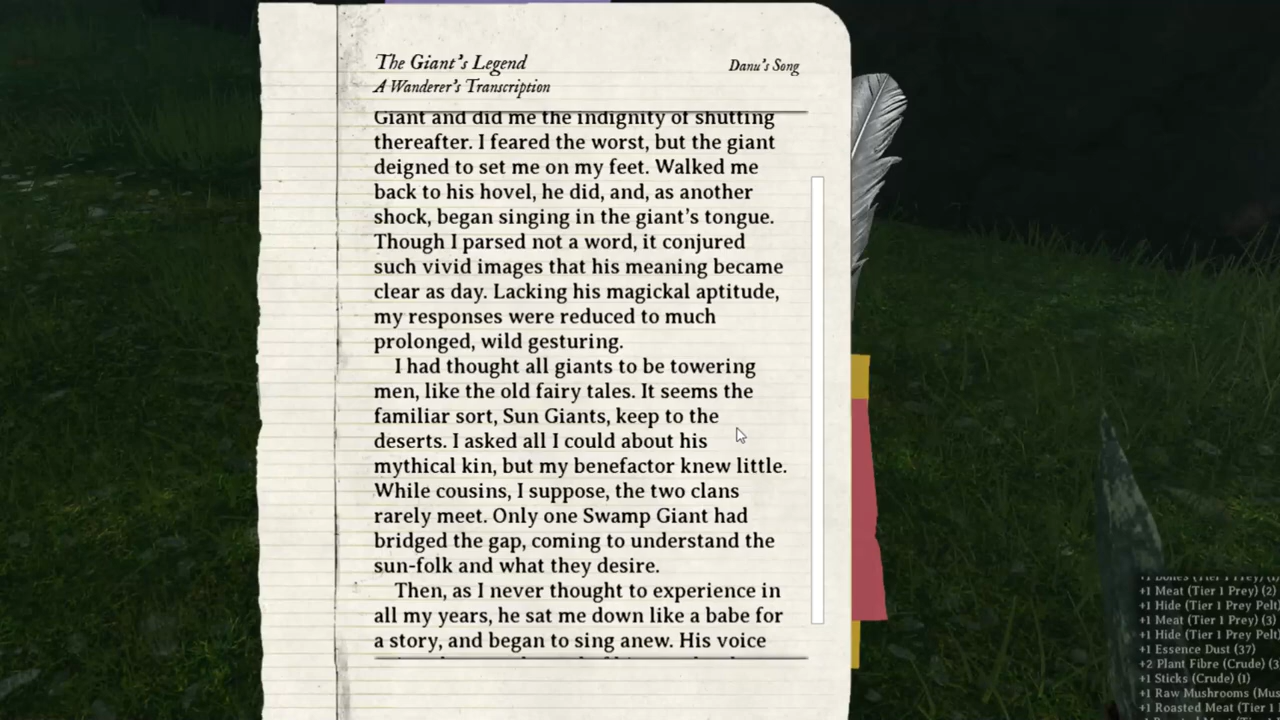 The Giant's Legend
Danu's Song
A Wanderer's Transcription
Giant and did me the indignity of shutting
thereafter. I feared the worst, but the giant
deigned to set me on my feet. Walked me
back to his hovel, he did, and, as another
shock, began singing in the giant's tongue.
Though I parsed not a word, it conjured
such vivid images that his meaning became
clear as day. Lacking his magickal aptitude,
my responses were reduced to much
prolonged, wild gesturing.
I had thought all giants to be towering
men, like the old fairy tales. It seems the
familiar sort, Sun Giants, keep to the
deserts. I asked all I could about his
mythical kin, but my benefactor knew little.
While cousins, I suppose, the two clans
rarely meet. Only one Swamp Giant had
bridged the gap, coming to understand the
sun-folk and what they desire.
Then, as I never thought to experience in
all my years, he sat me down like a babe for
a story, and began to sing anew. His voice
+1 Meat (Tier 1 Prey) (2)
+1 Hide (Tier 1 Prey Pelt)
+1 Meat (Tier 1 Prey) (3)
+1 Hide (Tier 1 Prey Pelt)
+1 Essence Dust (37)
+2 Plant Fibre (Crude) (3
+1 Sticks (Crude) (1)
+1 Raw Mushrooms (Mus
+1 Roasted Meat (Tier 1